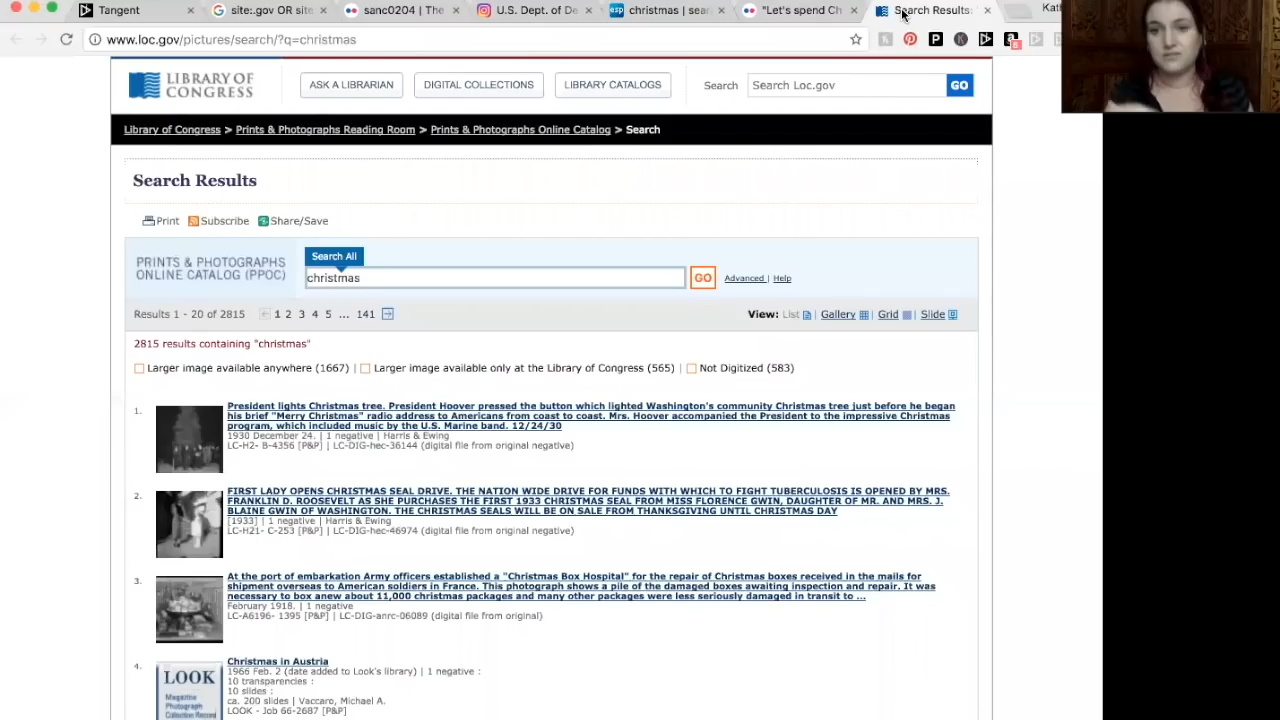 Tangent
site:.gov OR site
sanc0204 | The
U.S. Dept. of De
esp
christmas | sear
"Let's spend Ch
Search Results:
Kat
www.loc.gov/pictures/search/?q=christmas
LIBRARY OF CONGRESS
ASK A LIBRARIAN
DIGITAL COLLECTIONS
LIBRARY CATALOGS
Search
Search Loc.gov
GO
Library of Congress > Prints & Photographs Reading Room > Prints & Photographs Online Catalog > Search
Search Results
Print
Subscribe
Share/Save
PRINTS & PHOTOGRAPHS
ONLINE CATALOG (PPOC)
Search All
christmas
GO
Advanced | Help
Results 1 - 20 of 2815
1 2 3 4 5 ... 141
View: List | Gallery | Grid | Slide
2815 results containing "christmas"
Larger image available anywhere (1667) | Larger image available only at the Library of Congress (565) | Not Digitized (583)
1.
President lights Christmas tree. President Hoover pressed the button which lighted Washington's community Christmas tree just before he began
his brief "Merry Christmas" radio address to Americans from coast to coast. Mrs. Hoover accompanied the President to the impressive Christmas
program, which included music by the U.S. Marine band. 12/24/30
1930 December 24. | 1 negative | Harris & Ewing
LC-H2- B-4356 [P&P] | LC-DIG-hec-36144 (digital file from original negative)
2.
FIRST LADY OPENS CHRISTMAS SEAL DRIVE. THE NATION WIDE DRIVE FOR FUNDS WITH WHICH TO FIGHT TUBERCULOSIS IS OPENED BY MRS.
FRANKLIN D. ROOSEVELT AS SHE PURCHASES THE FIRST 1933 CHRISTMAS SEAL FROM MISS FLORENCE GWIN, DAUGHTER OF MR. AND MRS. J.
BLAINE GWIN OF WASHINGTON. THE CHRISTMAS SEALS WILL BE ON SALE FROM THANKSGIVING UNTIL CHRISTMAS DAY
[1933] | 1 negative | Harris & Ewing
LC-H21- C-253 [P&P] | LC-DIG-hec-46974 (digital file from original negative)
3.
At the port of embarkation Army officers established a "Christmas Box Hospital" for the repair of Christmas boxes received in the mails for
shipment overseas to American soldiers in France. This photograph shows a pile of the damaged boxes awaiting inspection and repair. It was
necessary to box anew about 11,000 christmas packages and many other packages were less seriously damaged in transit to ...
February 1918. | 1 negative
LC-A6196- 1395 [P&P] | LC-DIG-anrc-06089 (digital file from original)
4.
Christmas in Austria
1966 Feb. 2 (date added to Look's library) | 1 negative :
10 transparencies :
10 slides :
ca. 200 slides | Vaccaro, Michael A.
LOOK - Job 66-2687 [P&P]
LOOK
Magazine
Photograph
Collection Record